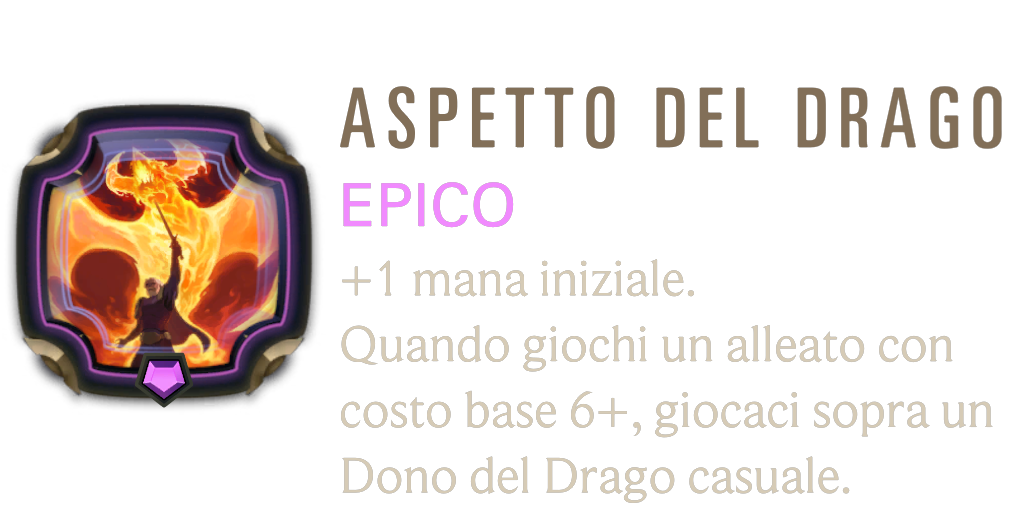 ASPETTO DEL DRAGO
EPICO
+1 mana iniziale.
Quando giochi un alleato con
costo base 6+, giocaci sopra un
Dono del Drago casuale.